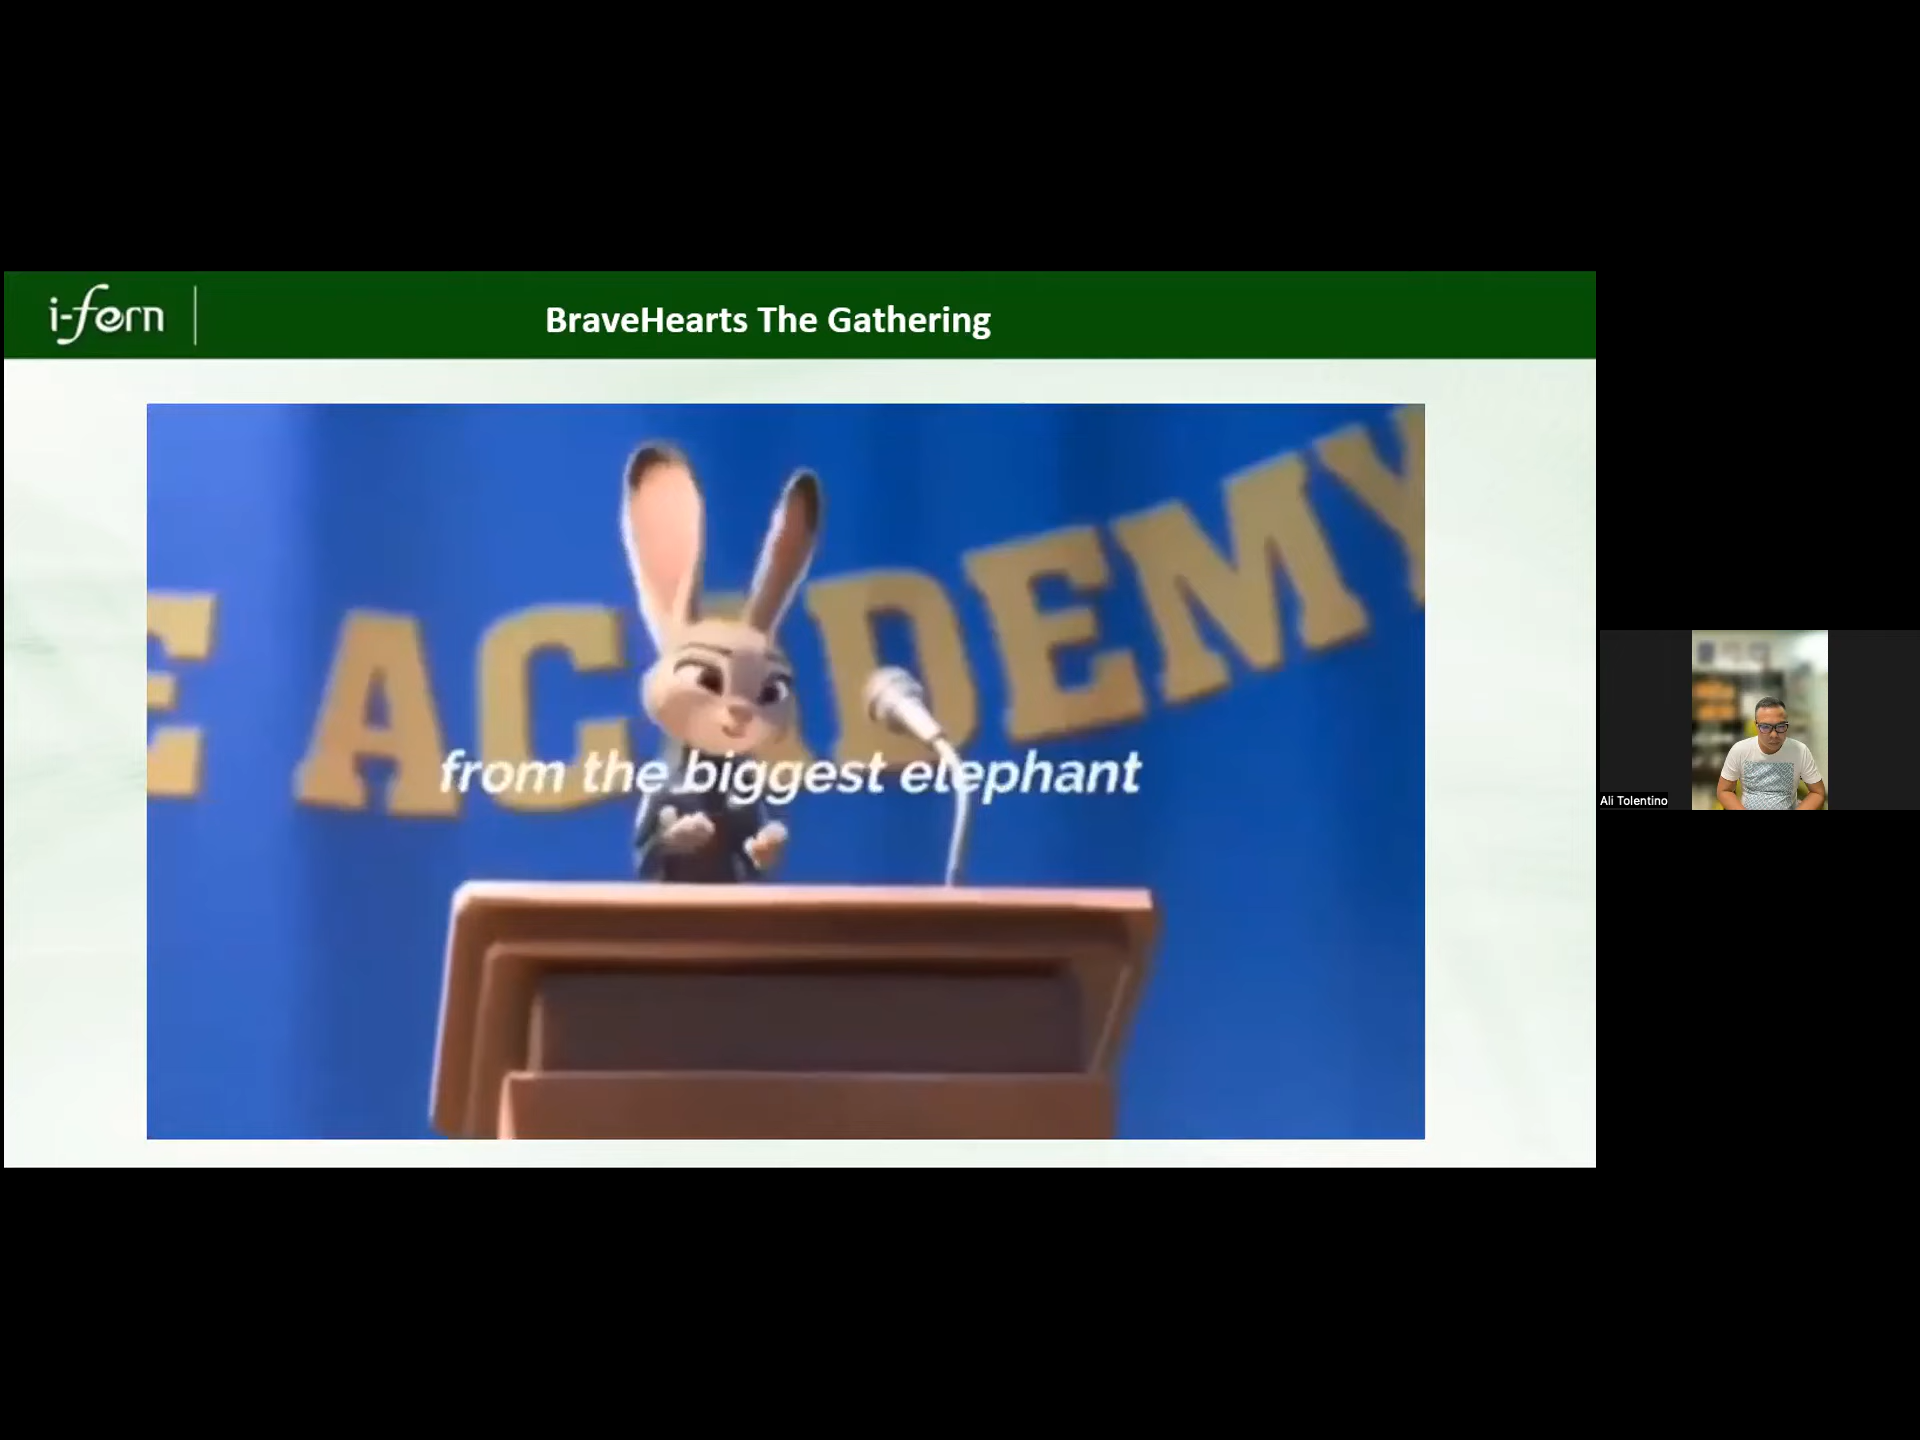 i-fern
BraveHearts The Gathering
E ACADEMY
from the biggest elephant
Ali Tolentino